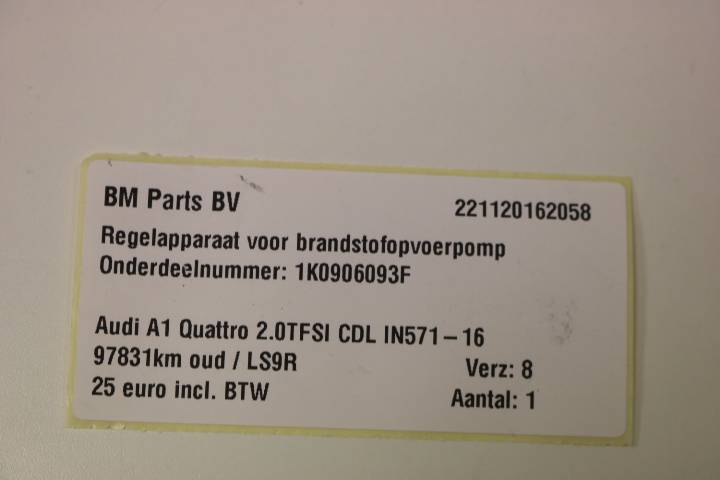 BM Parts BV 221120162058
Regelapparaat voor brandstofopvoerpomp
Onderdeelnummer: 1K0906093F
Audi A1 Quattro 2.0TFSI CDL IN571-16
97831km oud / LS9R Verz: 8
25 euro incl. BTW Aantal: 1